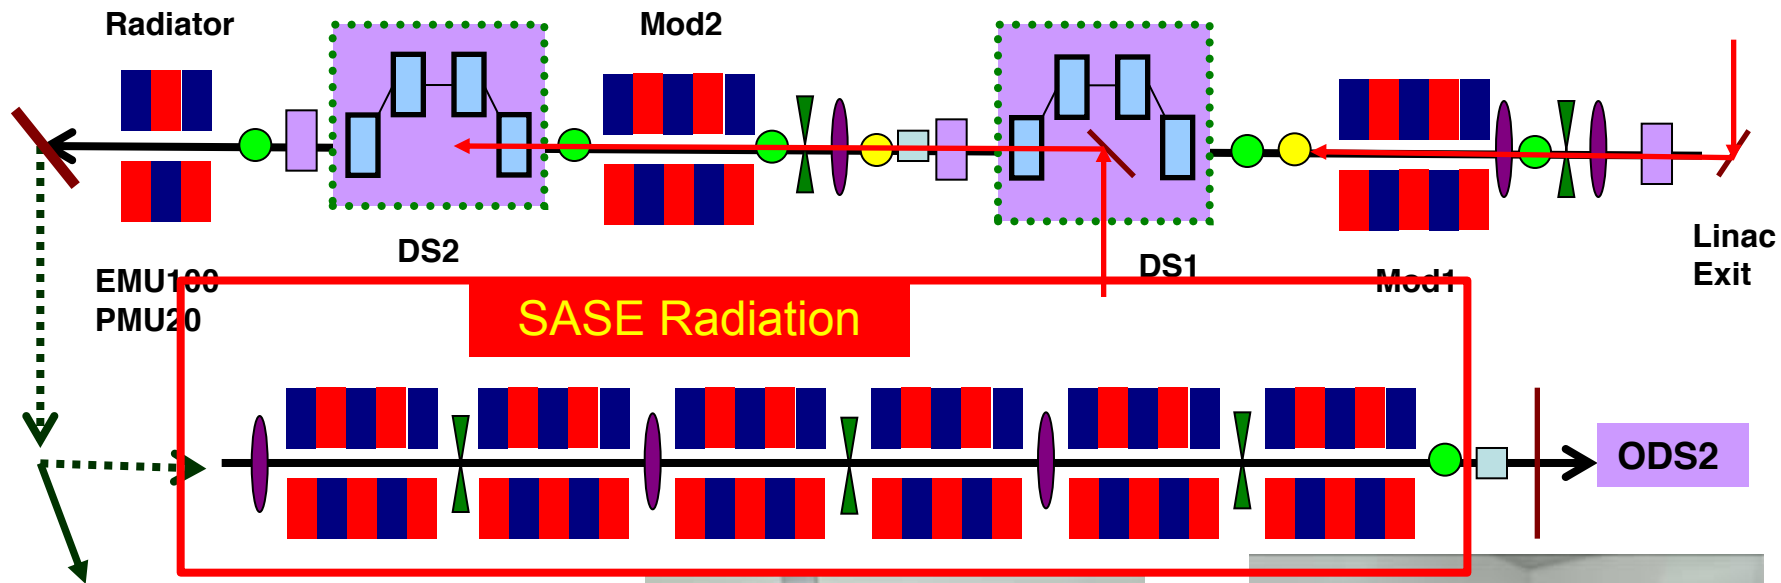 Radiator
Mod2
DS2
DS1
Mod1
Linac
Exit
EMU100
PMU20
SASE Radiation
ODS2